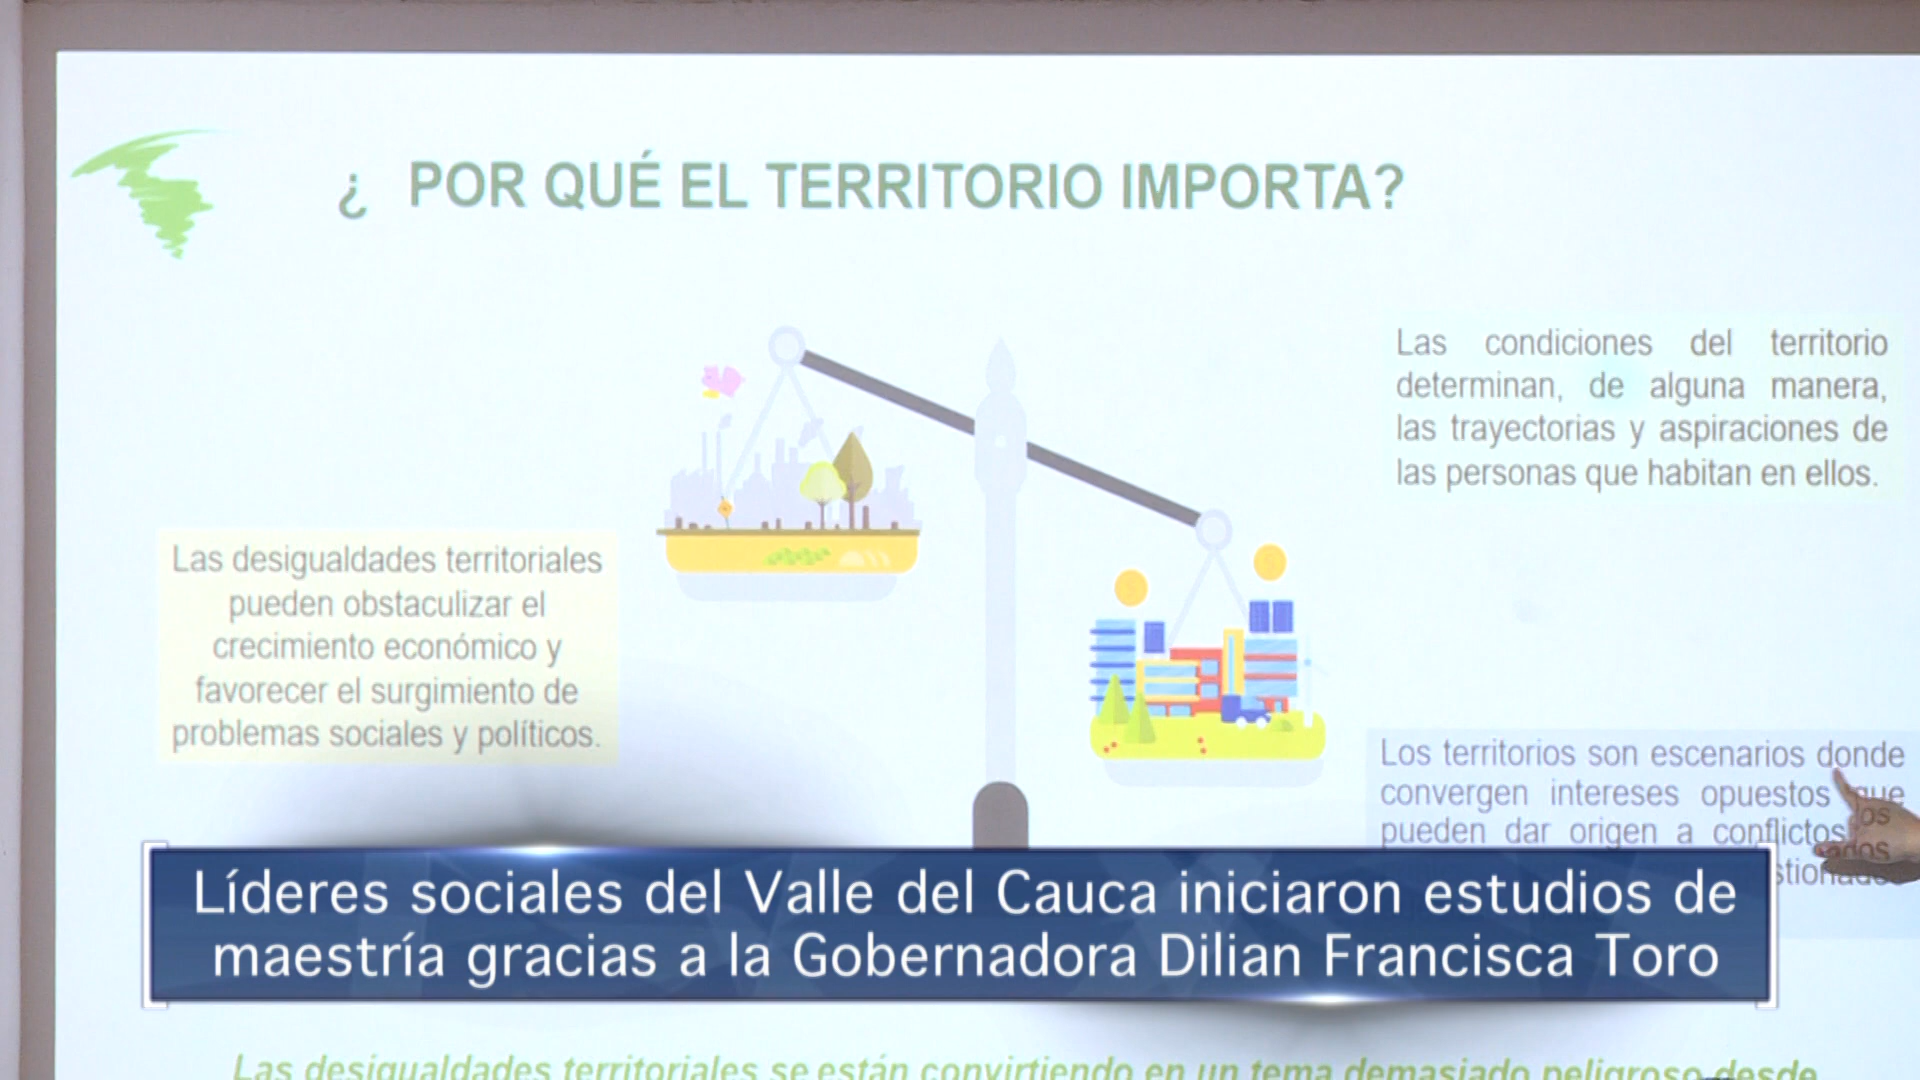 ¿ POR QUÉ EL TERRITORIO IMPORTA?
Las condiciones del territorio
determinan, de alguna manera,
las trayectorias y aspiraciones de
las personas que habitan en ellos.
Las desigualdades territoriales
pueden obstaculizar el
crecimiento económico y
favorecer el surgimiento de
problemas sociales y políticos.
Los territorios son escenarios donde
convergen intereses opuestos que
pueden dar origen a conflictos
Líderes sociales del Valle del Cauca iniciaron estudios de
maestría gracias a la Gobernadora Dilian Francisca Toro
Las desigualdades territoriales se están convirtiendo en un tema demasiado peligroso desde